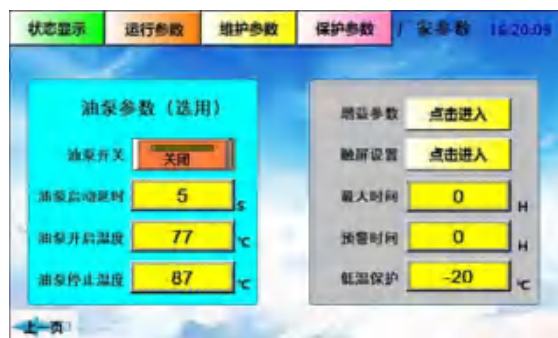 状态显示 运行参数 维护参数 保护参数 厂家参数 16:20:09
油泵参数（选用）
油泵开关 关闭
油泵启动延时 5 S
油泵开启温度 77 ℃
油泵停止温度 87 ℃
增益参数 点击进入
触屏设置 点击进入
最大时间 0 H
预警时间 0 H
低温保护 -20 ℃
上一页